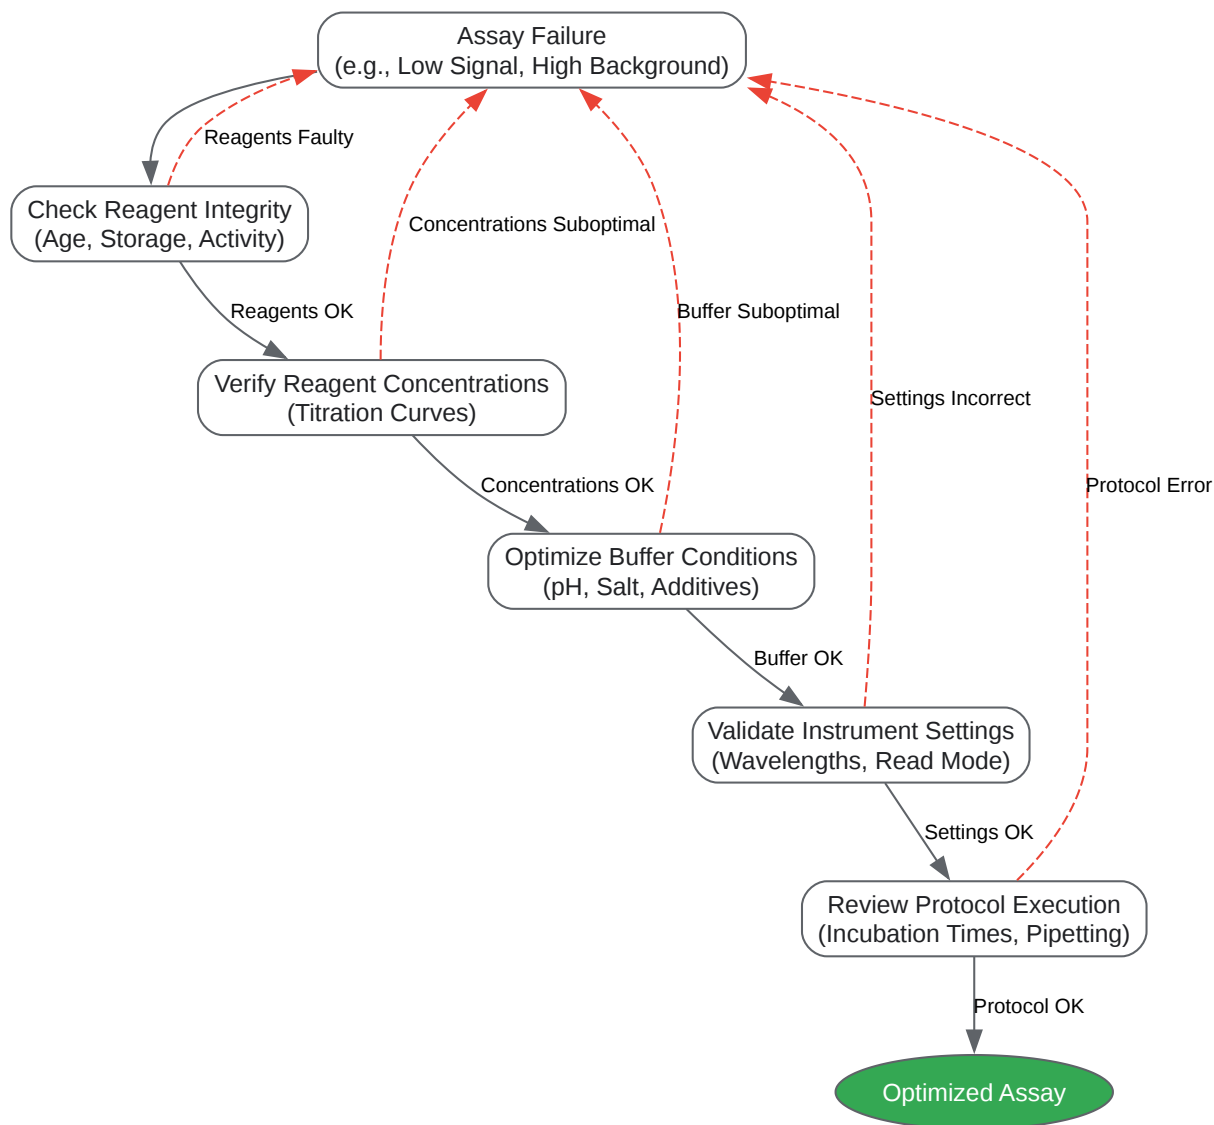 Assay Failure
(e.g., Low Signal, High Background)
Reagents Faulty
Check Reagent Integrity
(Age, Storage, Activity)
Concentrations Suboptimal
Reagents OK
Buffer Suboptimal
Verify Reagent Concentrations
(Titration Curves)
Settings Incorrect
Concentrations OK
Protocol Error
Optimize Buffer Conditions
(pH, Salt, Additives)
Buffer OK
Validate Instrument Settings
(Wavelengths, Read Mode)
Settings OK
Review Protocol Execution
(Incubation Times, Pipetting)
Protocol OK
Optimized Assay